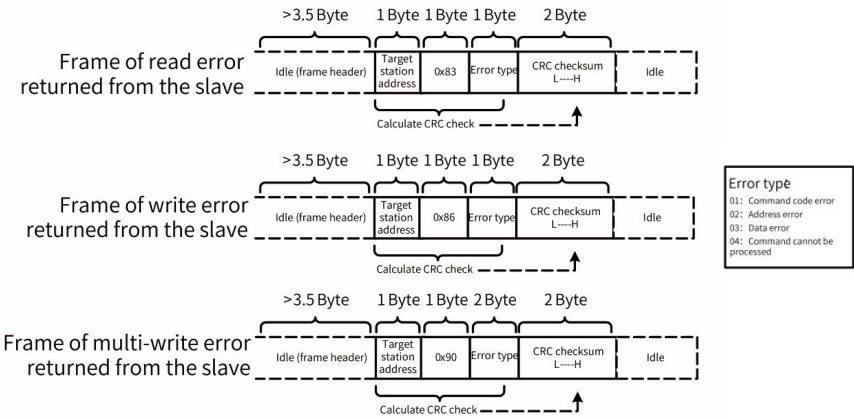 >3.5 Byte 1 Byte 1 Byte 1 Byte 2 Byte
Frame of read error
returned from the slave
Idle (frame header)
Target
station
address
0x83
Error type
CRC checksum
L----H
Idle
Calculate CRC check
>3.5 Byte 1 Byte 1 Byte 1 Byte 2 Byte
Frame of write error
returned from the slave
Idle (frame header)
Target
station
address
0x86
Error type
CRC checksum
L----H
Idle
Calculate CRC check
Error type
01: Command code error
02: Address error
03: Data error
04: Command cannot be
processed
>3.5 Byte 1 Byte 1 Byte 2 Byte 2 Byte
Frame of multi-write error
returned from the slave
Idle (frame header)
Target
station
address
0x90
Error type
CRC checksum
L----H
Idle
Calculate CRC check